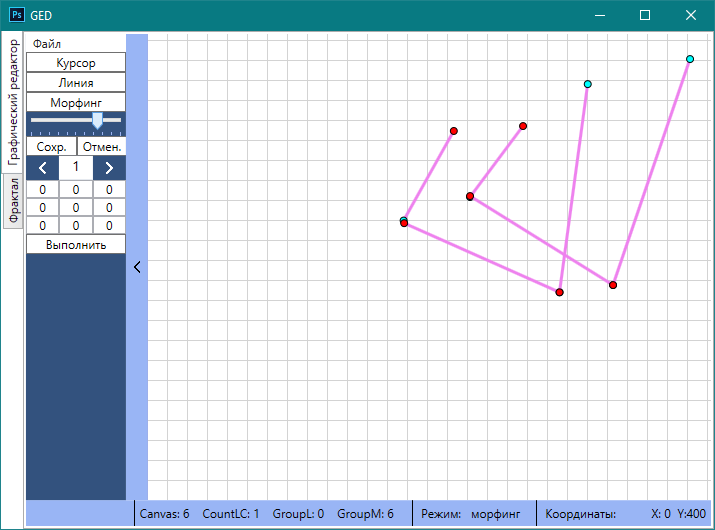 Ps GED
Графический редактор
Фрактал
Файл
Курсор
Линия
Морфинг
Сохр. Отмен.
1
0 0 0
0 0 0
0 0 0
Выполнить
Canvas: 6 CountLC: 1 GroupL: 0 GroupM: 6 Режим: морфинг Координаты: X: 0 Y:400